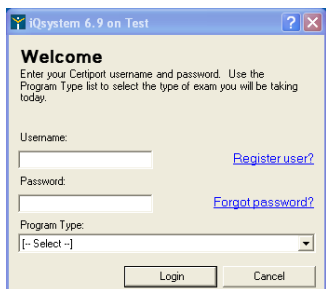 iQsystem 6.9 on Test
Welcome
Enter your Certiport username and password. Use the
Program Type list to select the type of exam you will be taking
today.
Username:
Register user?
Password:
Forgot password?
Program Type:
[-- Select --]
Login
Cancel